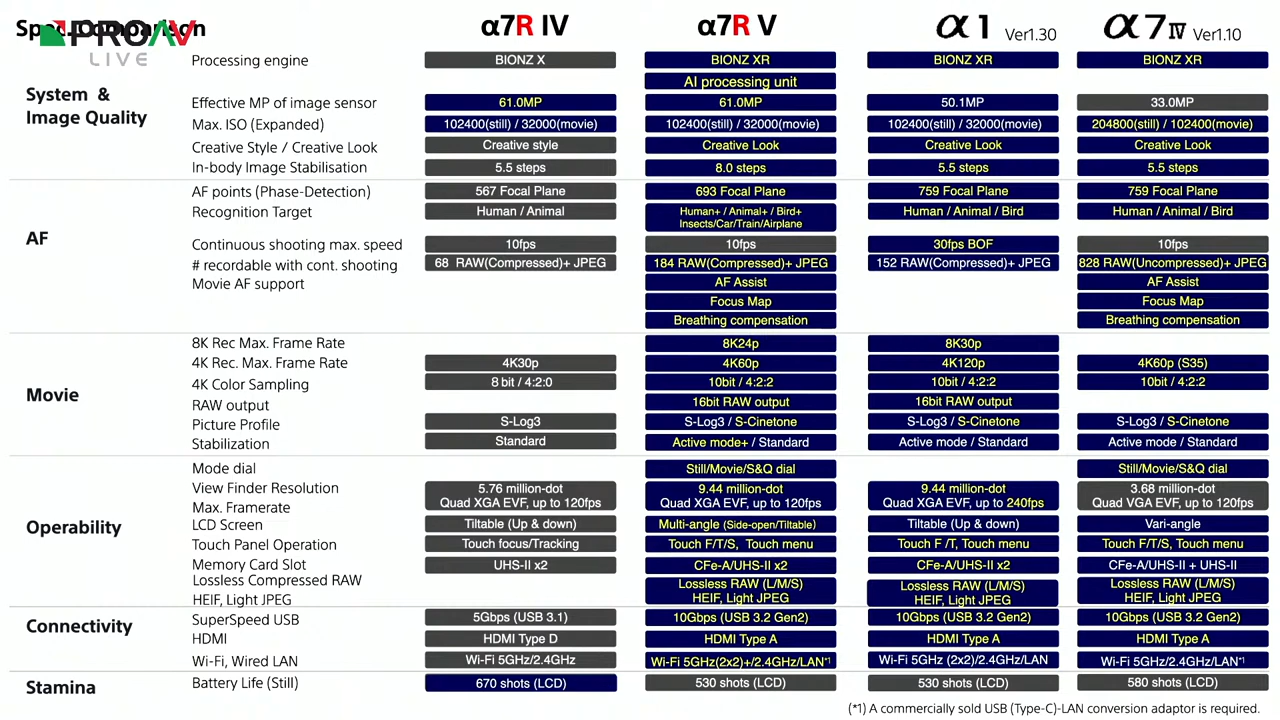 Spec. Comparison
PROAV
LIVE
α7R IV α7R V α1 Ver1.30 α7IV Ver1.10
Processing engine BIONZ X BIONZ XR BIONZ XR BIONZ XR
AI processing unit
System &
Image Quality
Effective MP of image sensor 61.0MP 61.0MP 50.1MP 33.0MP
Max. ISO (Expanded) 102400(still) / 32000(movie) 102400(still) / 32000(movie) 102400(still) / 32000(movie) 204800(still) / 102400(movie)
Creative Style / Creative Look Creative style Creative Look Creative Look Creative Look
In-body Image Stabilisation 5.5 steps 8.0 steps 5.5 steps 5.5 steps
AF
AF points (Phase-Detection) 567 Focal Plane 693 Focal Plane 759 Focal Plane 759 Focal Plane
Recognition Target Human / Animal Human+ / Animal+ / Bird+ Human / Animal / Bird Human / Animal / Bird
Insects/Car/Train/Airplane
Continuous shooting max. speed 10fps 10fps 30fps BOF 10fps
# recordable with cont. shooting 68 RAW(Compressed)+ JPEG 184 RAW(Compressed)+ JPEG 152 RAW(Compressed)+ JPEG 828 RAW(Uncompressed)+ JPEG
Movie AF support AF Assist AF Assist
Focus Map Focus Map
Breathing compensation Breathing compensation
Movie
8K Rec Max. Frame Rate 8K24p 8K30p
4K Rec. Max. Frame Rate 4K30p 4K60p 4K120p 4K60p (S35)
4K Color Sampling 8 bit / 4:2:0 10bit / 4:2:2 10bit / 4:2:2 10bit / 4:2:2
RAW output 16bit RAW output 16bit RAW output
Picture Profile S-Log3 S-Log3 / S-Cinetone S-Log3 / S-Cinetone S-Log3 / S-Cinetone
Stabilization Standard Active mode+ / Standard Active mode / Standard Active mode / Standard
Operability
Mode dial Still/Movie/S&Q dial Still/Movie/S&Q dial
View Finder Resolution 5.76 million-dot 9.44 million-dot 9.44 million-dot 3.68 million-dot
Max. Framerate Quad XGA EVF, up to 120fps Quad XGA EVF, up to 120fps Quad XGA EVF, up to 240fps Quad VGA EVF, up to 120fps
LCD Screen Tiltable (Up & down) Multi-angle (Side-open/Tiltable) Tiltable (Up & down) Vari-angle
Touch Panel Operation Touch focus/Tracking Touch F/T/S, Touch menu Touch F /T, Touch menu Touch F/T/S, Touch menu
Memory Card Slot UHS-II x2 CFe-A/UHS-II x2 CFe-A/UHS-II x2 CFe-A/UHS-II + UHS-II
Lossless Compressed RAW Lossless RAW (L/M/S) Lossless RAW (L/M/S) Lossless RAW (L/M/S)
HEIF, Light JPEG HEIF, Light JPEG HEIF, Light JPEG HEIF, Light JPEG
Connectivity
SuperSpeed USB 5Gbps (USB 3.1) 10Gbps (USB 3.2 Gen2) 10Gbps (USB 3.2 Gen2) 10Gbps (USB 3.2 Gen2)
HDMI HDMI Type D HDMI Type A HDMI Type A HDMI Type A
Wi-Fi, Wired LAN Wi-Fi 5GHz/2.4GHz Wi-Fi 5GHz(2x2)+/2.4GHz/LAN*1 Wi-Fi 5GHz (2x2)/2.4GHz/LAN Wi-Fi 5GHz/2.4GHz/LAN*1
Stamina
Battery Life (Still) 670 shots (LCD) 530 shots (LCD) 530 shots (LCD) 580 shots (LCD)
(*1) A commercially sold USB (Type-C)-LAN conversion adaptor is required.